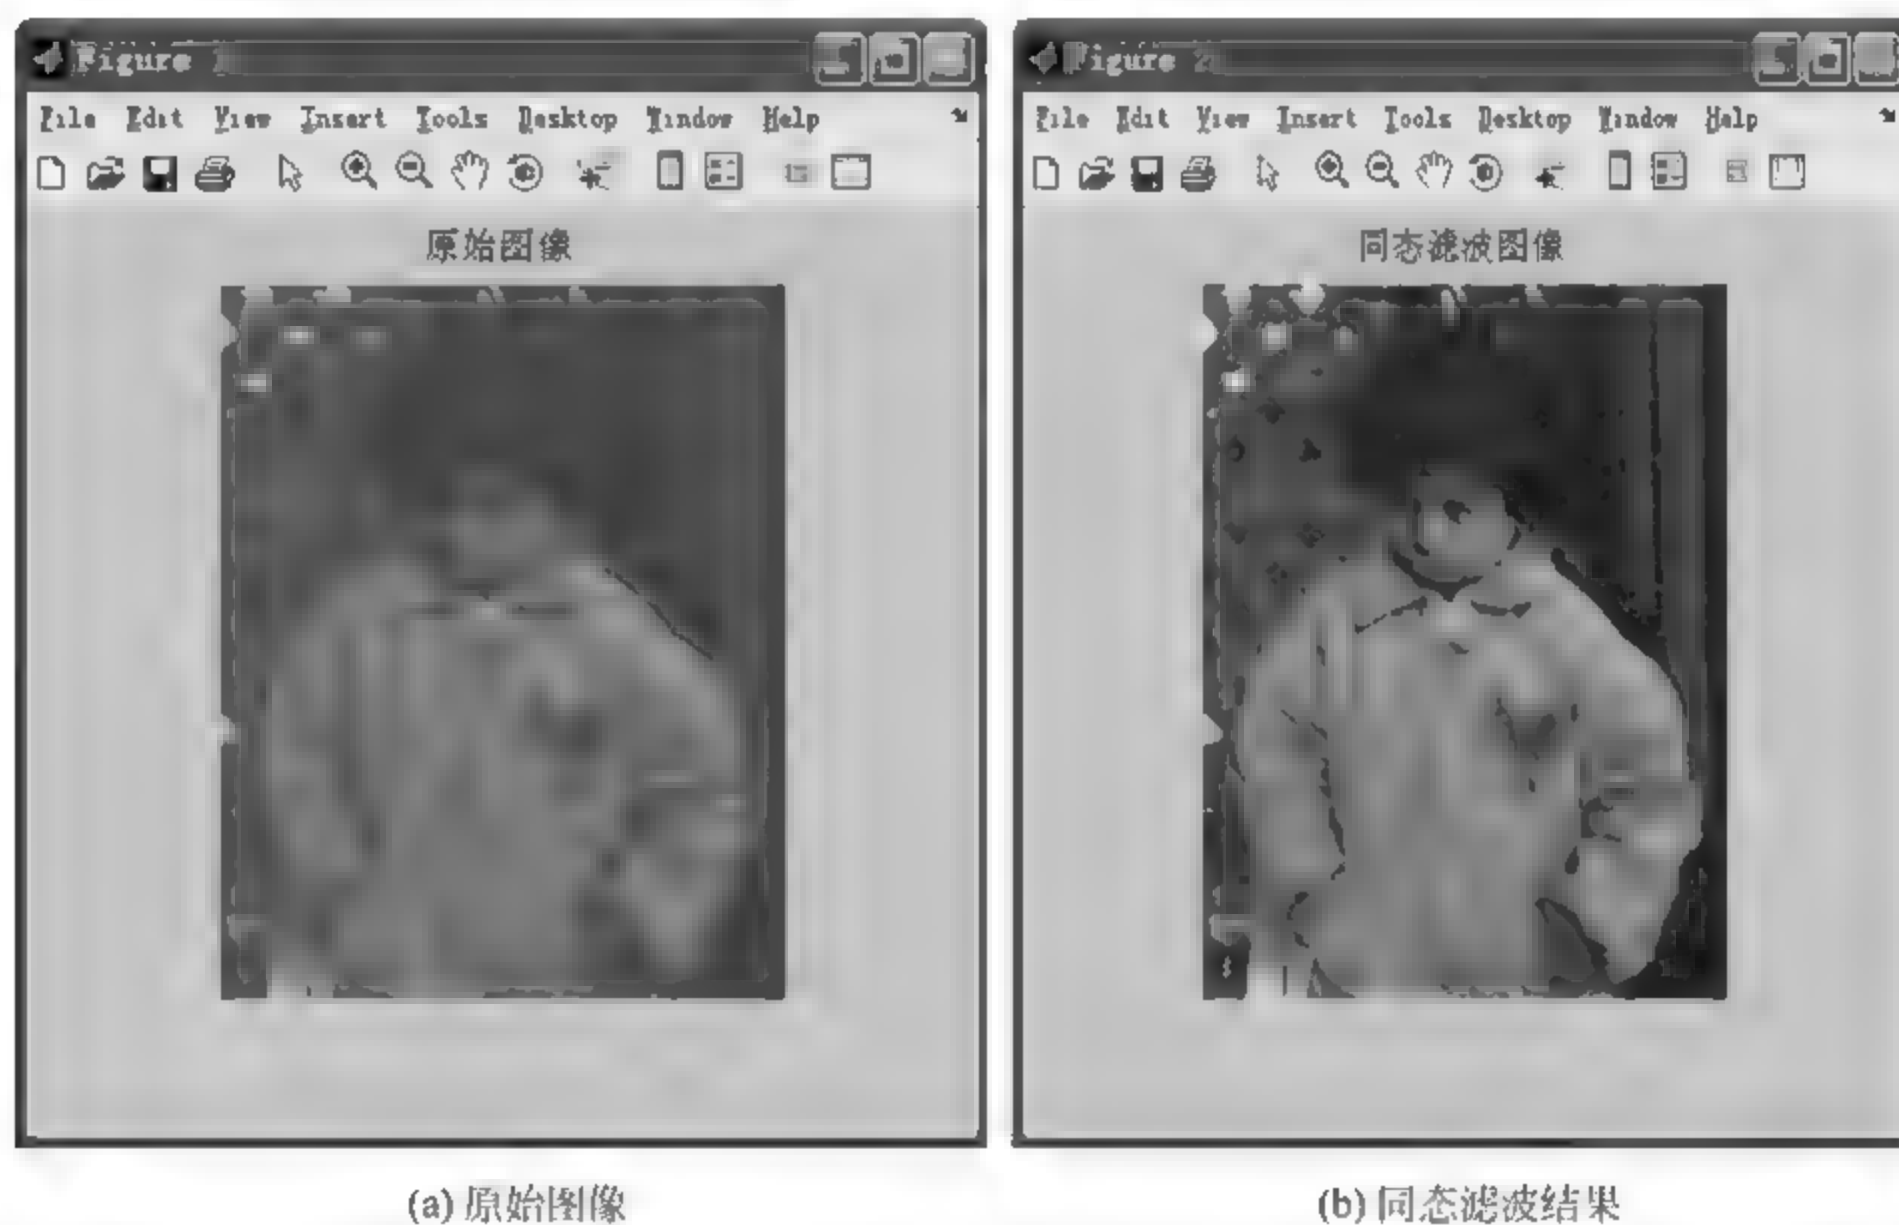 Figure 1
File Edit View Insert Tools Desktop Window Help
原始图像
(a) 原始图像
Figure 2
File Edit View Insert Tools Desktop Window Help
同态滤波图像
(b) 同态滤波结果